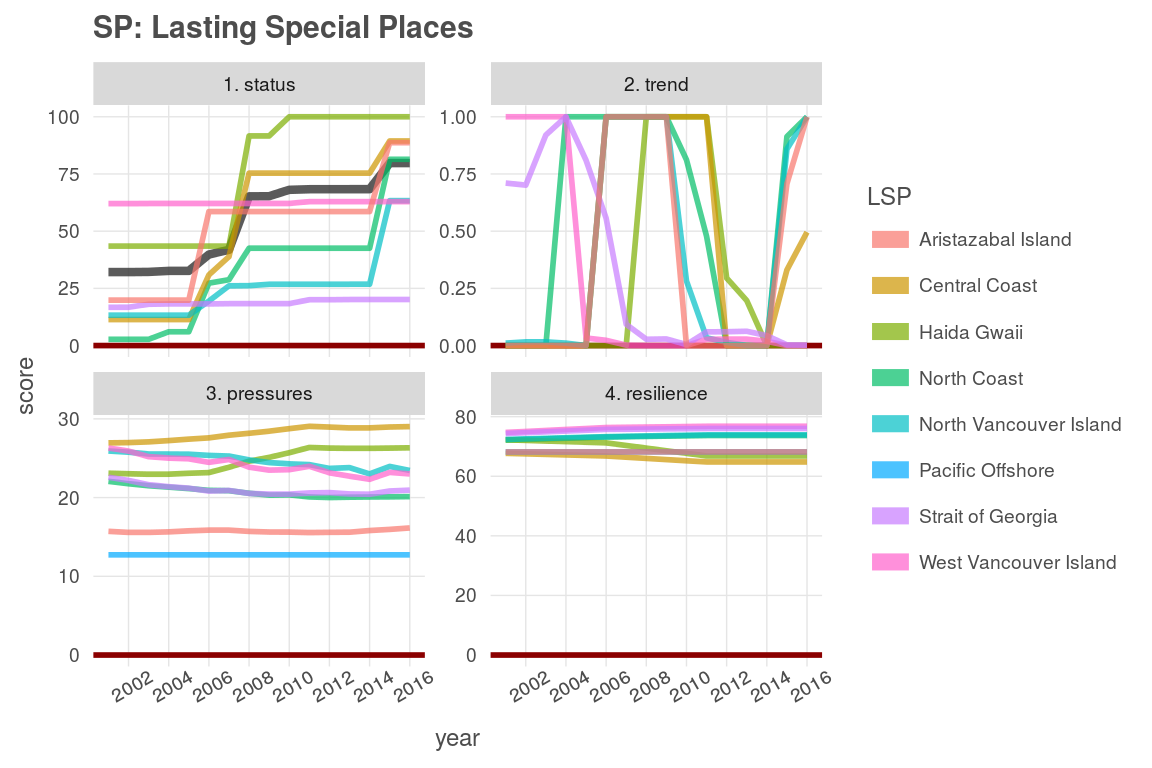 SP: Lasting Special Places
1. status
2. trend
100
75
50
25
0
1.00
0.75
0.50
0.25
0.00
3. pressures
4. resilience
30
20
10
0
80
60
40
20
0
2002 2004 2006 2008 2010 2012 2014 2016
2002 2004 2006 2008 2010 2012 2014 2016
score
year
LSP
Aristazabal Island
Central Coast
Haida Gwaii
North Coast
North Vancouver Island
Pacific Offshore
Strait of Georgia
West Vancouver Island